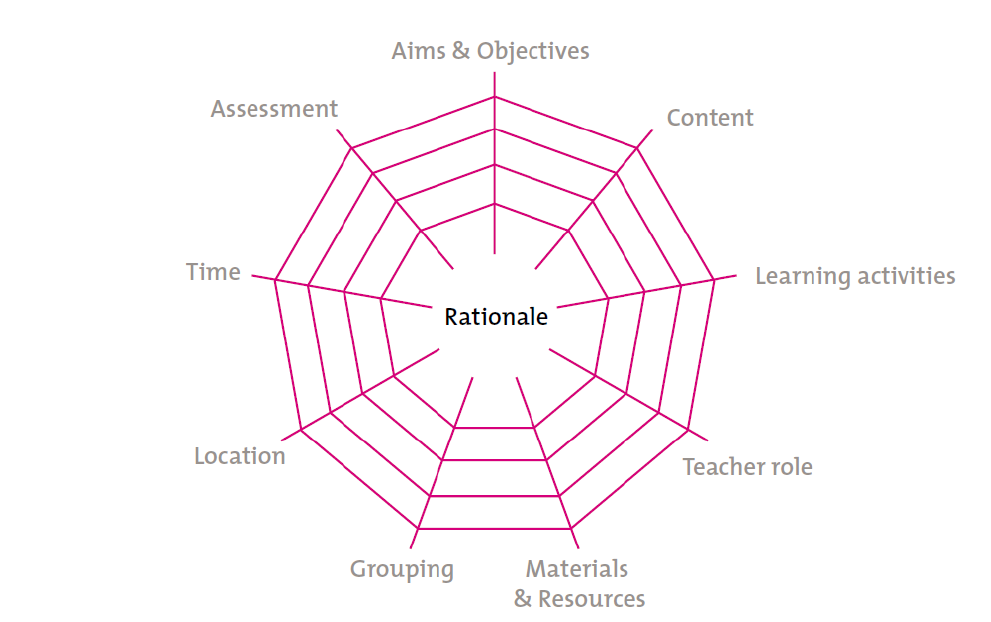 Aims & Objectives
Assessment
Content
Time
Learning activities
Rationale
Location
Teacher role
Grouping
Materials
& Resources